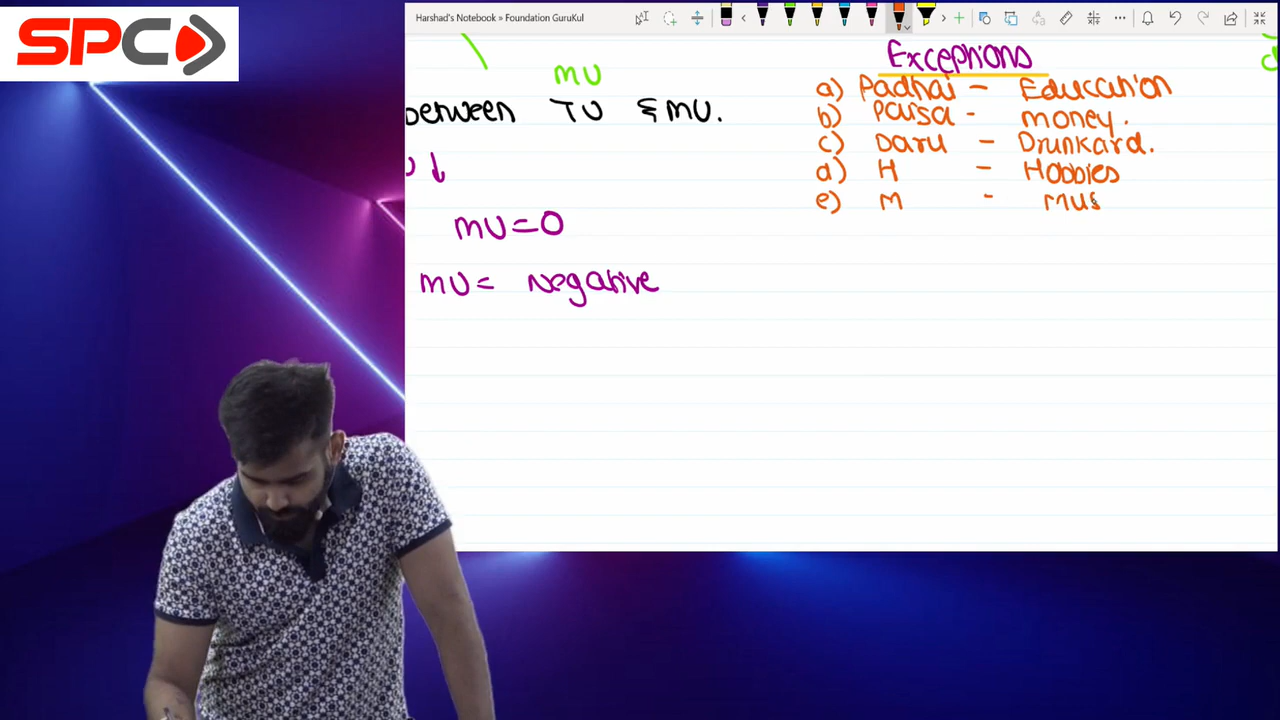 SPC
Harshad's Notebook » Foundation GuruKul
MU
between TU & MU.
U ↓
MU=0
MU= Negative
Exceptions
a) Padhai - Education
b) Paisa - money.
c) Daru - Drunkard.
d) H - Hobbies
e) M - Mus